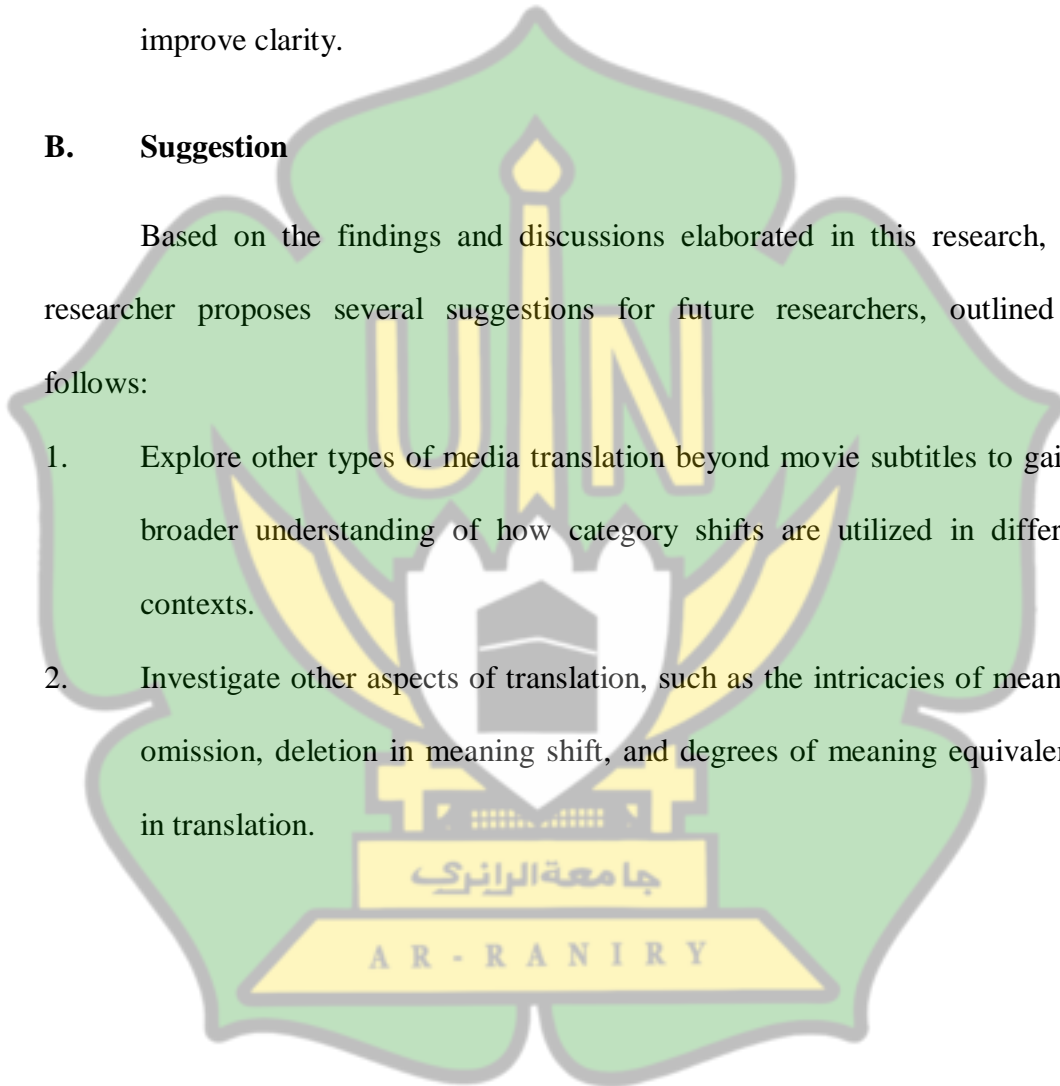 improve clarity.
B. Suggestion
Based on the findings and discussions elaborated in this research,
researcher proposes several suggestions for future researchers, outlined
follows:
1. Explore other types of media translation beyond movie subtitles to gai
broader understanding of how category shifts are utilized in differ
contexts.
2. Investigate other aspects of translation, such as the intricacies of mean
omission, deletion in meaning shift, and degrees of meaning equivale
in translation.
UIN
جامعة الرانري
AR-RANIRY